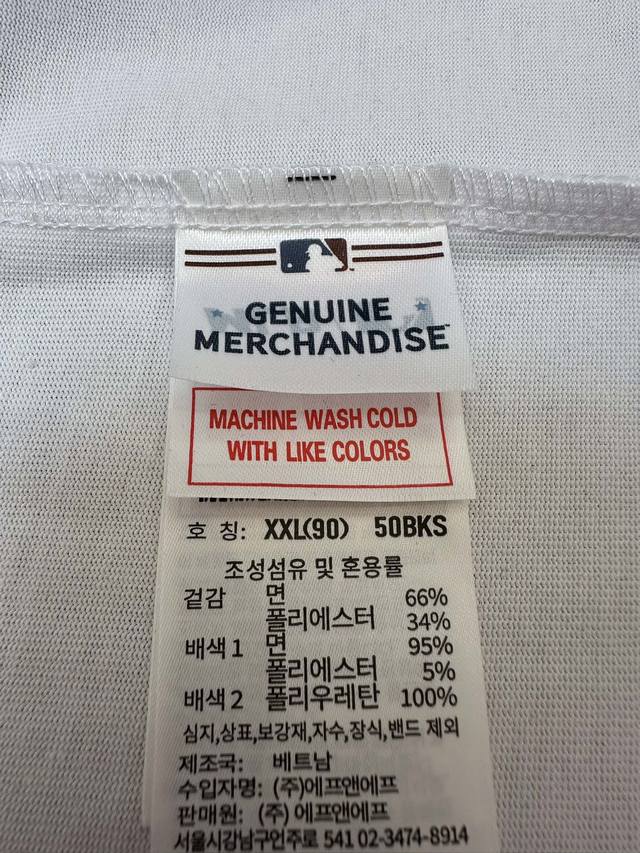 GENUINE
MERCHANDISE™
MACHINE WASH COLD
WITH LIKE COLORS
호 칭: XXL(90) 50BKS
조성섬유 및 혼용률
겉감 면 66%
폴리에스터 34%
배색 1 면 95%
폴리에스터 5%
배색 2 폴리우레탄 100%
심지,상표,보강재,자수,장식,밴드 제외
제조국: 베트남
수입자명: (주)에프앤에프
판매원: (주)에프앤에프
서울시강남구언주로 541 02-3474-8914